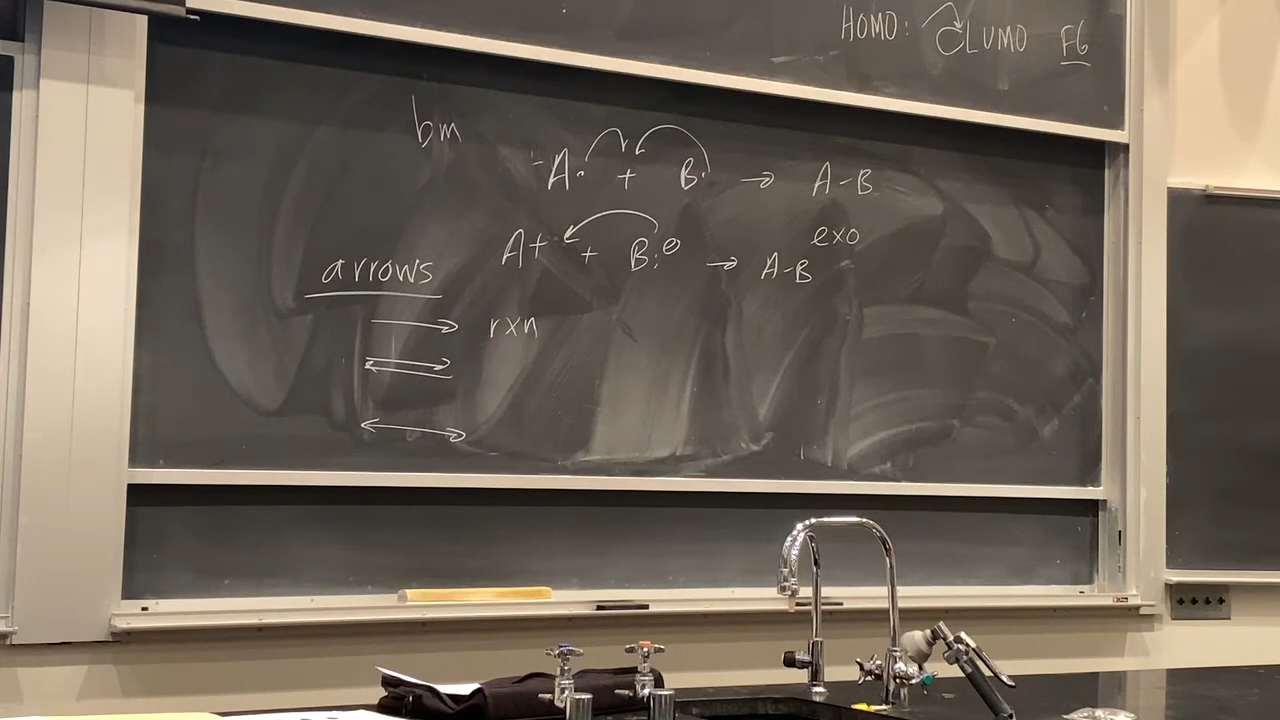 HOMO: LUMO FG
bm
A· + B· → A-B
A+ + B:⊖ → A-B
exo
arrows
→ rxn
⇌
↔